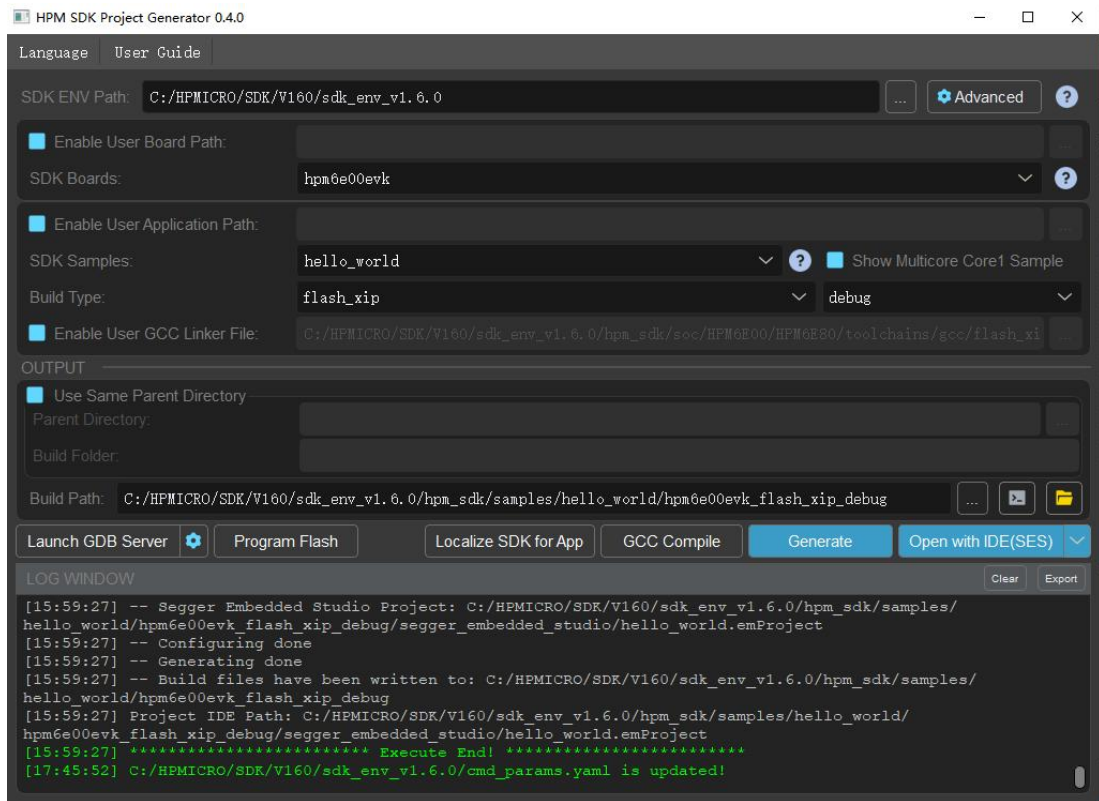 HPM SDK Project Generator 0.4.0
Language User Guide
SDK ENV Path: C:/HPMICRO/SDK/V160/sdk_env_v1.6.0 ... Advanced ?
Enable User Board Path: ...
SDK Boards: hpm6e00evk ?
Enable User Application Path: ...
SDK Samples: hello_world ? Show Multicore Core1 Sample
Build Type: flash_xip debug
Enable User GCC Linker File: C:/HPMICRO/SDK/V160/sdk_env_v1.6.0/hpm_sdk/soc/HPM6E00/HPM6E80/toolchains/gcc/flash_xi ...
OUTPUT
Use Same Parent Directory
Parent Directory: ...
Build Folder:
Build Path: C:/HPMICRO/SDK/V160/sdk_env_v1.6.0/hpm_sdk/samples/hello_world/hpm6e00evk_flash_xip_debug ...
Launch GDB Server Program Flash Localize SDK for App GCC Compile Generate Open with IDE(SES)
LOG WINDOW Clear Export
[15:59:27] -- Segger Embedded Studio Project: C:/HPMICRO/SDK/V160/sdk_env_v1.6.0/hpm_sdk/samples/
hello_world/hpm6e00evk_flash_xip_debug/segger_embedded_studio/hello_world.emProject
[15:59:27] -- Configuring done
[15:59:27] -- Generating done
[15:59:27] -- Build files have been written to: C:/HPMICRO/SDK/V160/sdk_env_v1.6.0/hpm_sdk/samples/
hello_world/hpm6e00evk_flash_xip_debug
[15:59:27] Project IDE Path: C:/HPMICRO/SDK/V160/sdk_env_v1.6.0/hpm_sdk/samples/hello_world/
hpm6e00evk_flash_xip_debug/segger_embedded_studio/hello_world.emProject
[15:59:27] ************************* Execute End! *************************
[17:45:52] C:/HPMICRO/SDK/V160/sdk_env_v1.6.0/cmd_params.yaml is updated!